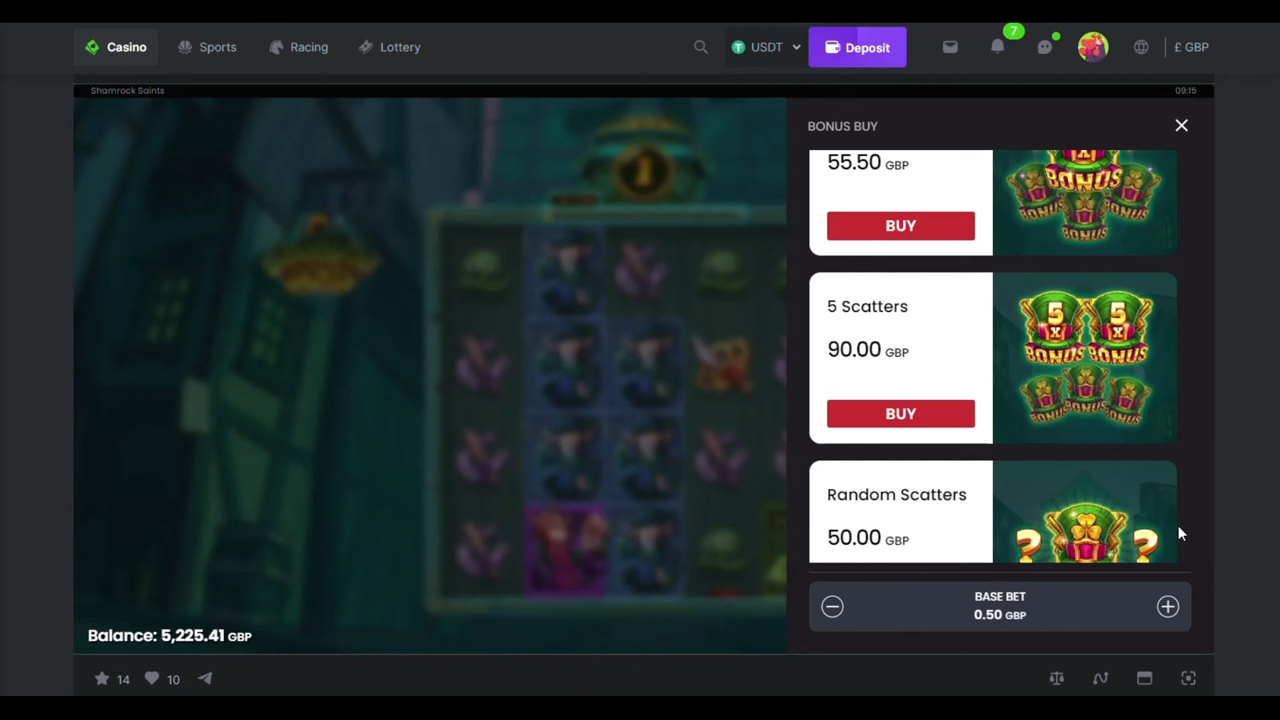 Casino
Sports
Racing
Lottery
USDT
Deposit
7
£ GBP
Shamrock Saints
09:15
BONUS BUY
55.50 GBP
BONUS
BONUS
BONUS
BONUS
BUY
5 Scatters
90.00 GBP
5
X
BONUS
5
X
BONUS
BONUS
BONUS
BONUS
BUY
Random Scatters
50.00 GBP
?
?
BASE BET
0.50 GBP
Balance: 5,225.41 GBP
14
10